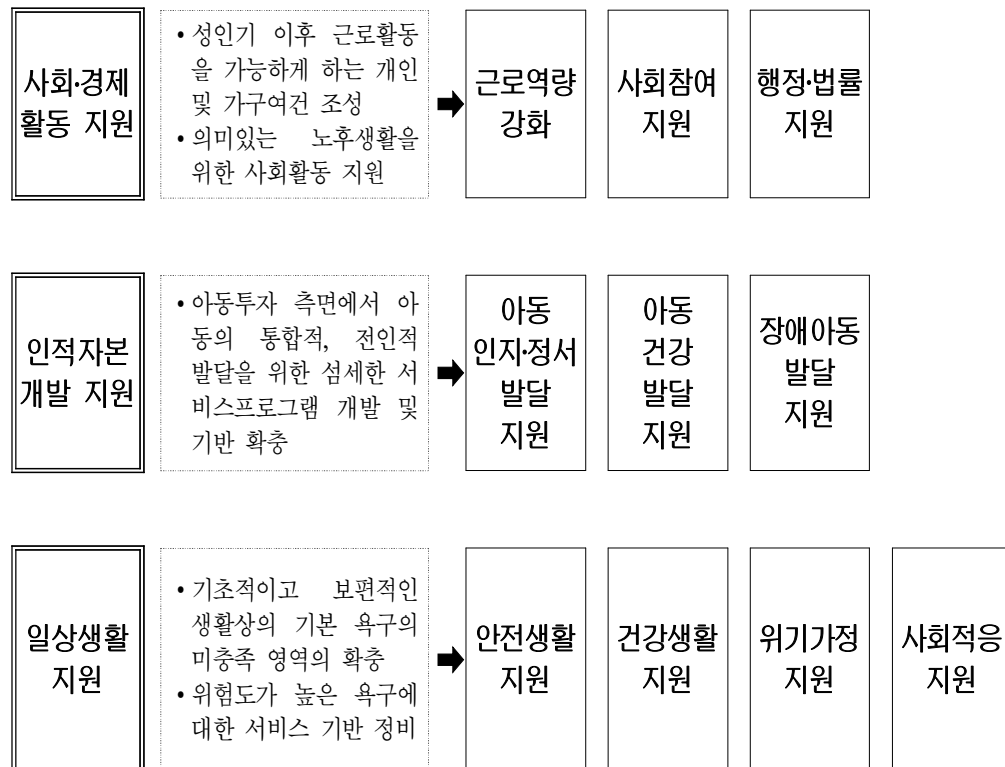 사회·경제
활동 지원
• 성인기 이후 근로활동
을 가능하게 하는 개인
및 가구여건 조성
• 의미있는 노후생활을
위한 사회활동 지원
근로역량
강화
사회참여
지원
행정·법률
지원
인적자본
개발 지원
• 아동투자 측면에서 아
동의 통합적, 전인적
발달을 위한 섬세한 서
비스프로그램 개발 및
기반 확충
아동
인지·정서
발달
지원
아동
건강
발달
지원
장애아동
발달
지원
일상생활
지원
• 기초적이고 보편적인
생활상의 기본 욕구의
미충족 영역의 확충
• 위험도가 높은 욕구에
대한 서비스 기반 정비
안전생활
지원
건강생활
지원
위기가정
지원
사회적응
지원